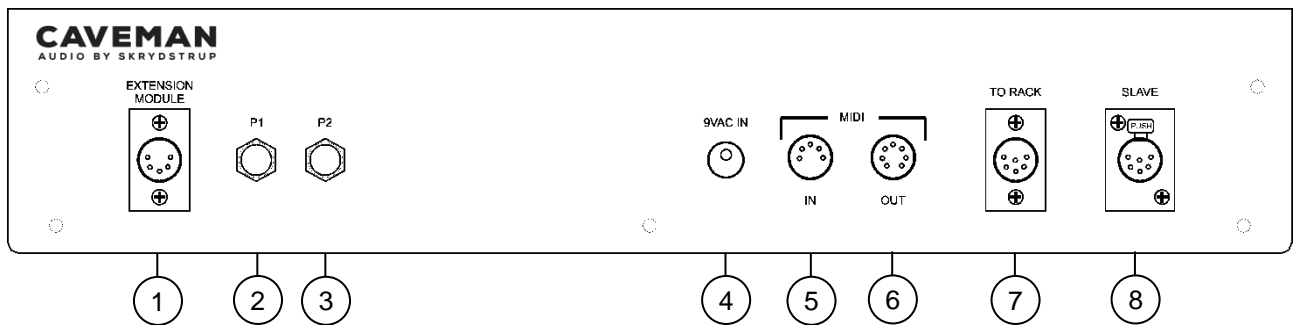 CAVEMAN
AUDIO BY SKRYDSTRUP
EXTENSION
MODULE
P1
P2
9VAC IN
MIDI
IN
OUT
TO RACK
SLAVE
PUSH
1
2
3
4
5
6
7
8